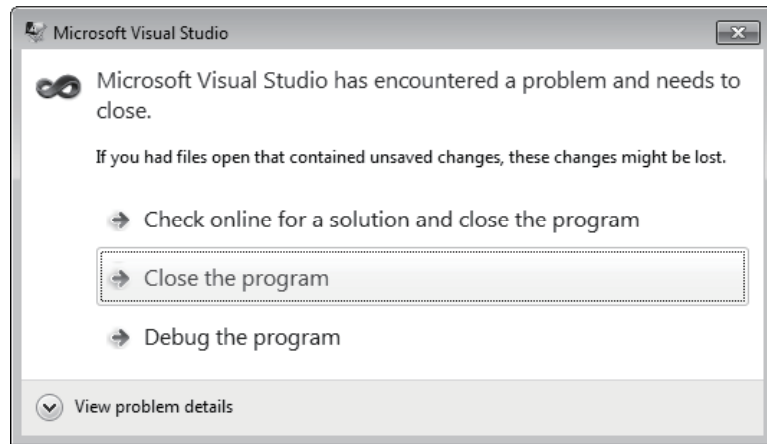 Microsoft Visual Studio
Microsoft Visual Studio has encountered a problem and needs to
close.
If you had files open that contained unsaved changes, these changes might be lost.
Check online for a solution and close the program
Close the program
Debug the program
View problem details